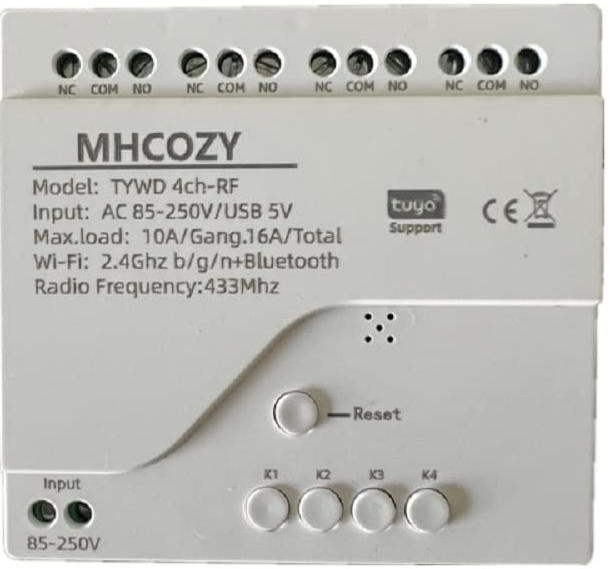 NC COM NO NC COM NO NC COM NO NC COM NO
MHCOZY
Model: TYWD 4ch-RF
Input: AC 85-250V/USB 5V
Max.load: 10A/Gang.16A/Total
Wi-Fi: 2.4Ghz b/g/n+Bluetooth
Radio Frequency:433Mhz
tuya
Support
CE
Reset
K1 K2 K3 K4
Input
85-250V